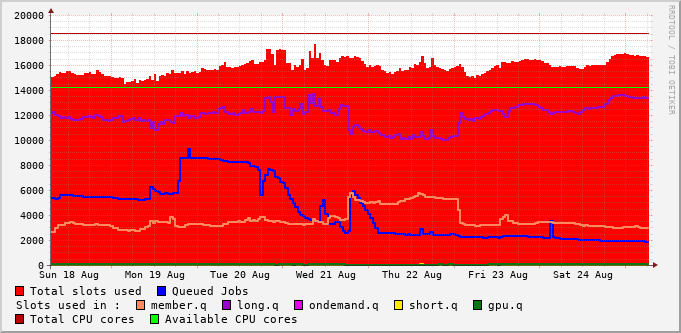 20000
18000
16000
14000
12000
10000
8000
6000
4000
2000
0
Sun 18 Aug Mon 19 Aug Tue 20 Aug Wed 21 Aug Thu 22 Aug Fri 23 Aug Sat 24 Aug
Total slots used Queued Jobs
Slots used in : member.q long.q ondemand.q short.q gpu.q
Total CPU cores Available CPU cores
RRDTOOL / TOBI OETIKER